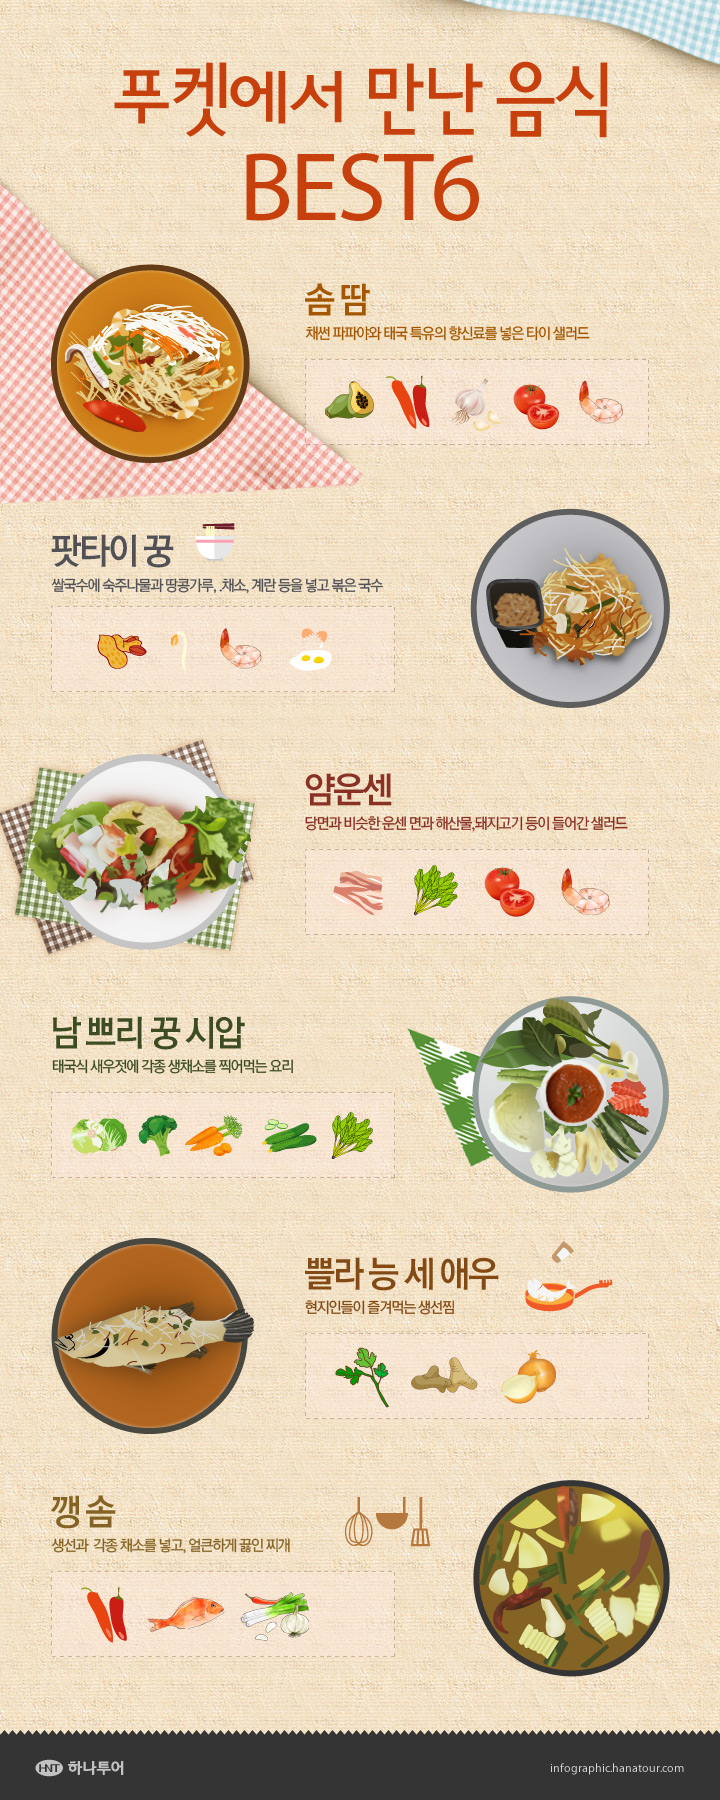 푸켓에서 만난 음식
BEST6
솜 땀
채썬 파파야와 태국 특유의 향신료를 넣은 타이 샐러드
팟타이 꿍
쌀국수에 숙주나물과 땅콩가루, .채소, 계란 등을 넣고 볶은 국수
얌운센
당면과 비슷한 운센 면과 해산물,돼지고기 등이 들어간 샐러드
남 쁘리 꿍 시압
태국식 새우젓에 각종 생채소를 찍어먹는 요리
쁠라 능 세 애우
현지인들이 즐겨먹는 생선찜
깽 솜
생선과 각종 채소를 넣고, 얼큰하게 끓인 찌개
HNT 하나투어
infographic.hanatour.com